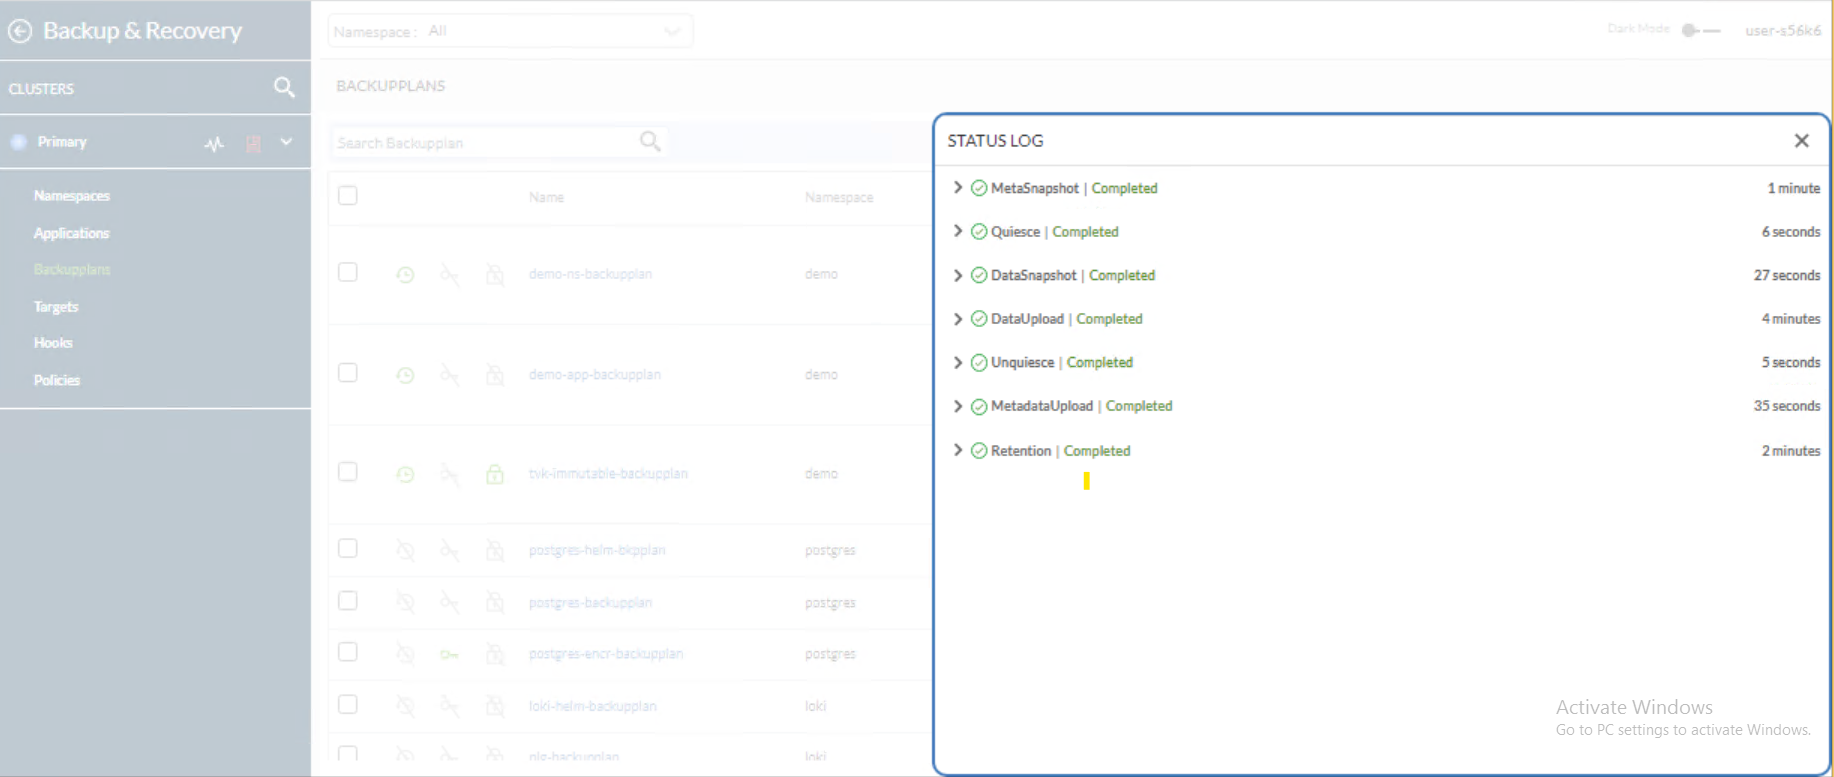 Backup & Recovery
CLUSTERS
Primary
Namespaces
Applications
Backupplans
Targets
Hooks
Policies
Namespace : All
Dark Mode
user-s56k6
BACKUPPLANS
Search Backupplan
Name Namespace
demo-ns-backupplan demo
demo-app-backupplan demo
tvk-immutable-backupplan demo
postgres-helm-bkpplan postgres
postgres-backupplan postgres
postgres-encr-backupplan postgres
loki-helm-backupplan loki
plg-backupplan loki
STATUS LOG
MetaSnapshot | Completed 1 minute
Quiesce | Completed 6 seconds
DataSnapshot | Completed 27 seconds
DataUpload | Completed 4 minutes
Unquiesce | Completed 5 seconds
MetadataUpload | Completed 35 seconds
Retention | Completed 2 minutes
Activate Windows
Go to PC settings to activate Windows.